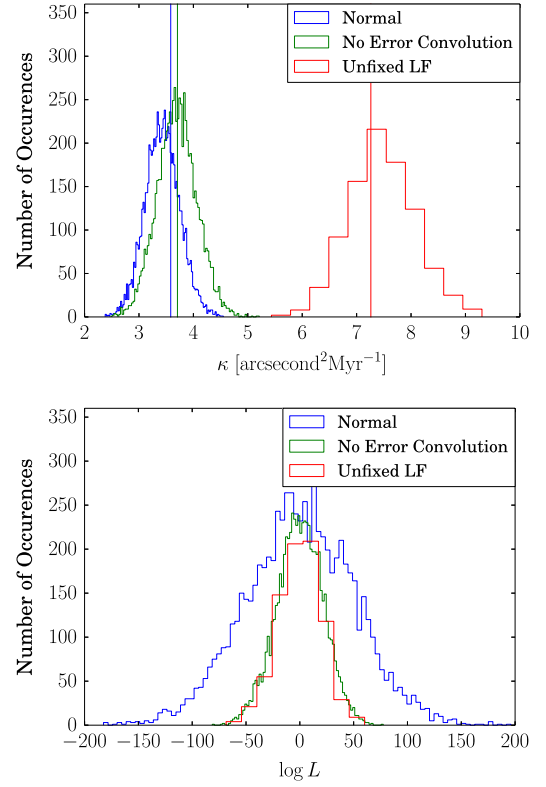 350
300
250
200
150
100
50
0
Number of Occurences
Normal
No Error Convolution
Unfixed LF
2 3 4 5 6 7 8 9 10
κ [arcsecond²Myr⁻¹]
350
300
250
200
150
100
50
0
Number of Occurences
Normal
No Error Convolution
Unfixed LF
−200 −150 −100 −50 0 50 100 150 200
log L